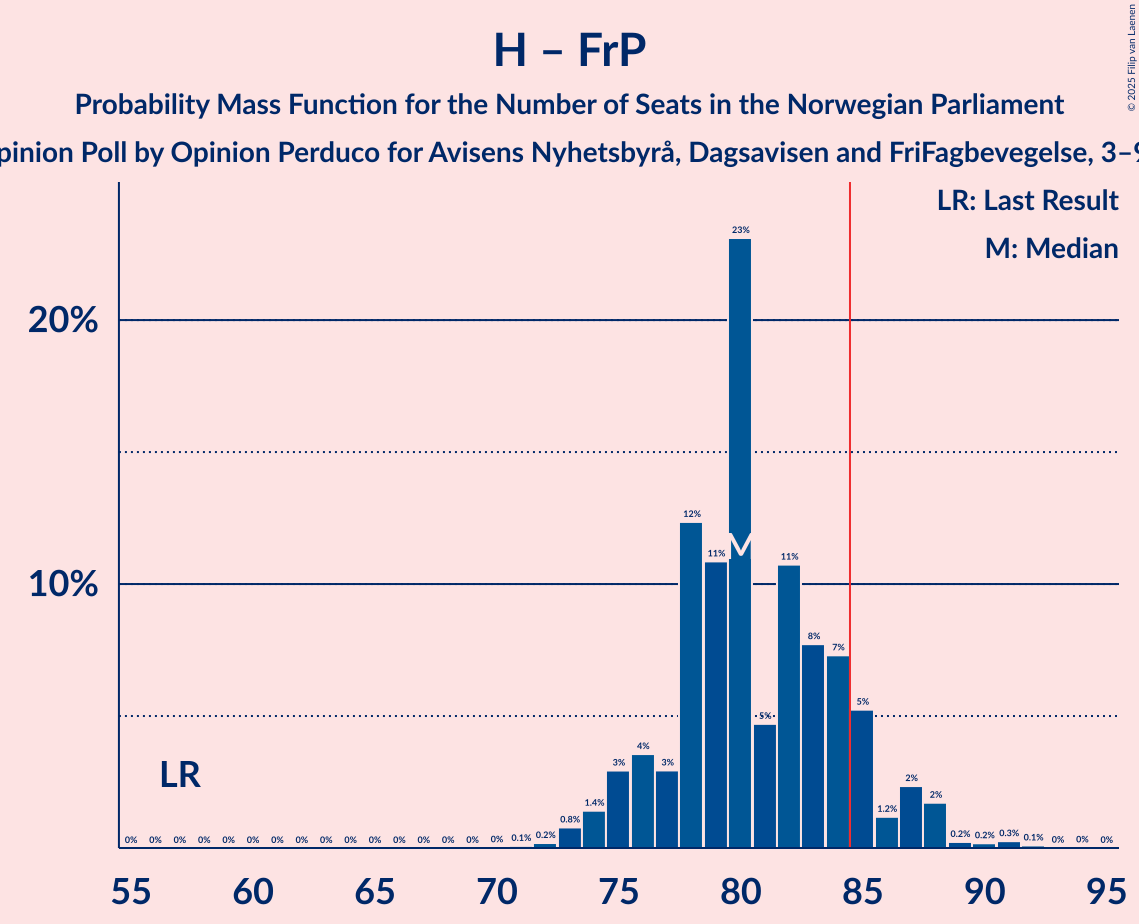 H – FrP
Probability Mass Function for the Number of Seats in the Norwegian Parliament
pinion Poll by Opinion Perduco for Avisens Nyhetsbyrå, Dagsavisen and FriFagbevegelse, 3–9
© 2025 Filip van Laenen
LR: Last Result
M: Median
20%
10%
LR
M
0% 0% 0% 0% 0% 0% 0% 0% 0% 0% 0% 0% 0% 0% 0% 0% 0.1% 0.2% 0.8% 1.4% 3% 4% 3% 12% 11% 23% 5% 11% 8% 7% 5% 1.2% 2% 2% 0.2% 0.2% 0.3% 0.1% 0% 0% 0%
55 60 65 70 75 80 85 90 95